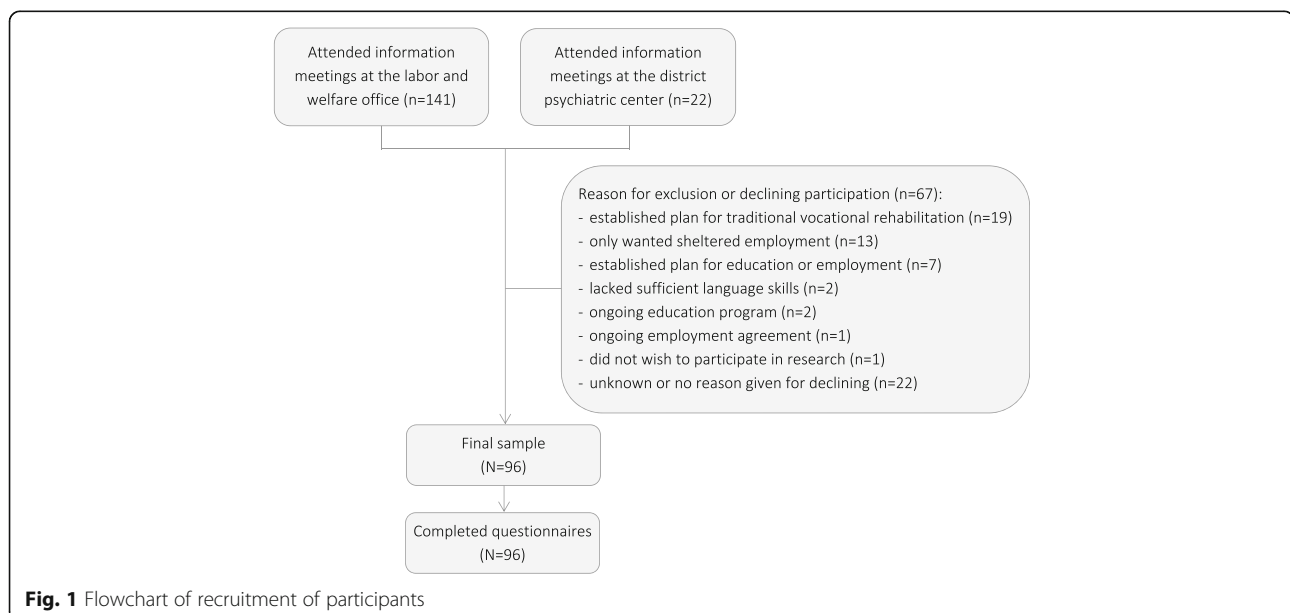 Attended information
meetings at the labor and
welfare office (n=141)
Attended information
meetings at the district
psychiatric center (n=22)
Reason for exclusion or declining participation (n=67):
- established plan for traditional vocational rehabilitation (n=19)
- only wanted sheltered employment (n=13)
- established plan for education or employment (n=7)
- lacked sufficient language skills (n=2)
- ongoing education program (n=2)
- ongoing employment agreement (n=1)
- did not wish to participate in research (n=1)
- unknown or no reason given for declining (n=22)
Final sample
(N=96)
Completed questionnaires
(N=96)
Fig. 1 Flowchart of recruitment of participants